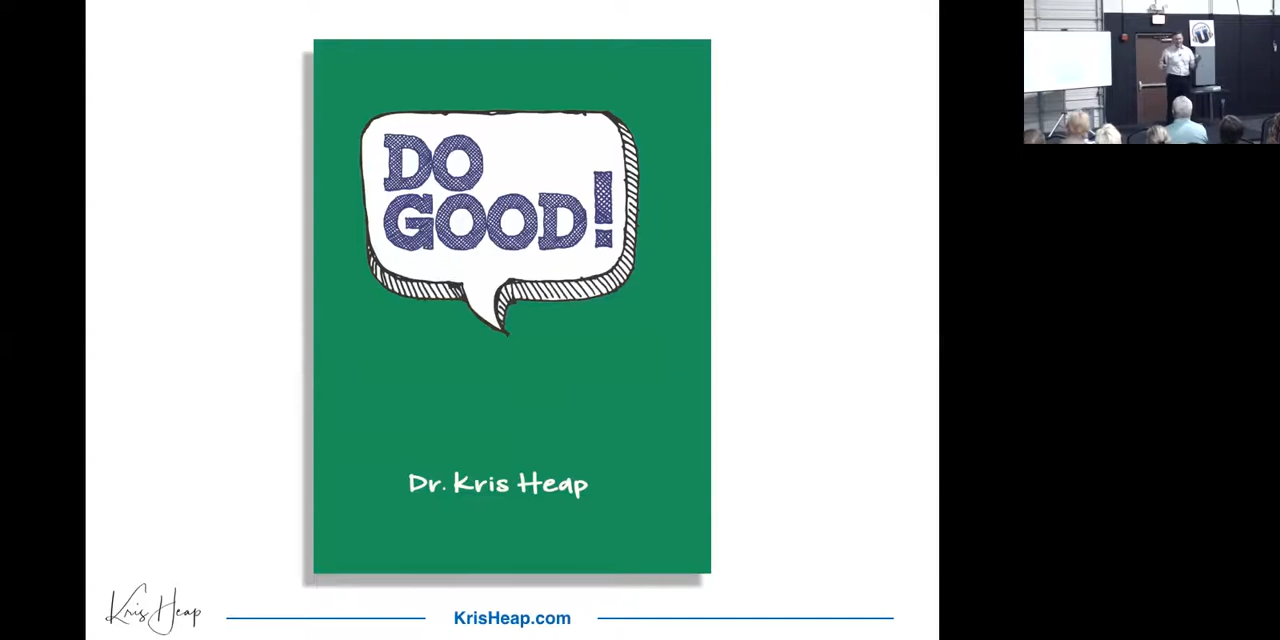 DO
GOOD!
Dr. Kris Heap
Kris Heap
KrisHeap.com
U